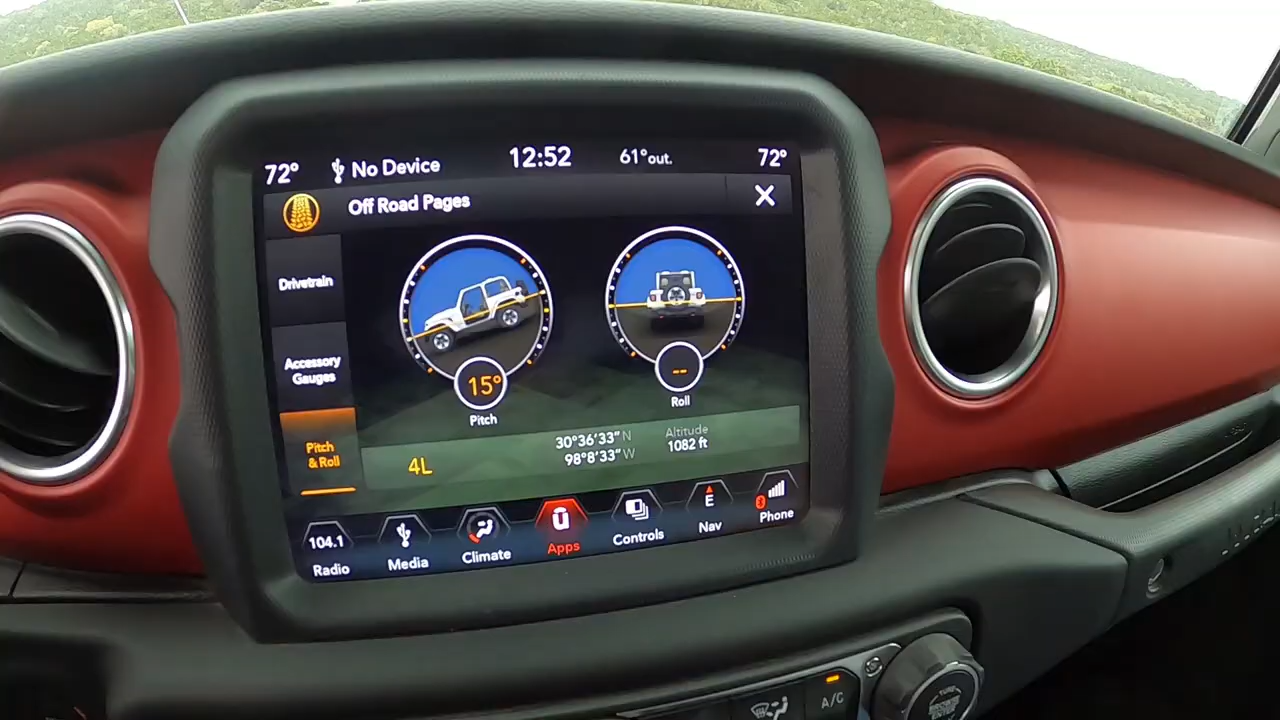 72° No Device 12:52 61°out. 72°
Off Road Pages X
Drivetrain
Accessory
Gauges
Pitch
& Roll
15°
Pitch
--
Roll
4L
30°36'33"N
98°8'33"W
Altitude
1082 ft
104.1
Radio
Media
Climate
Apps
Controls
E
Nav
Phone
A/C